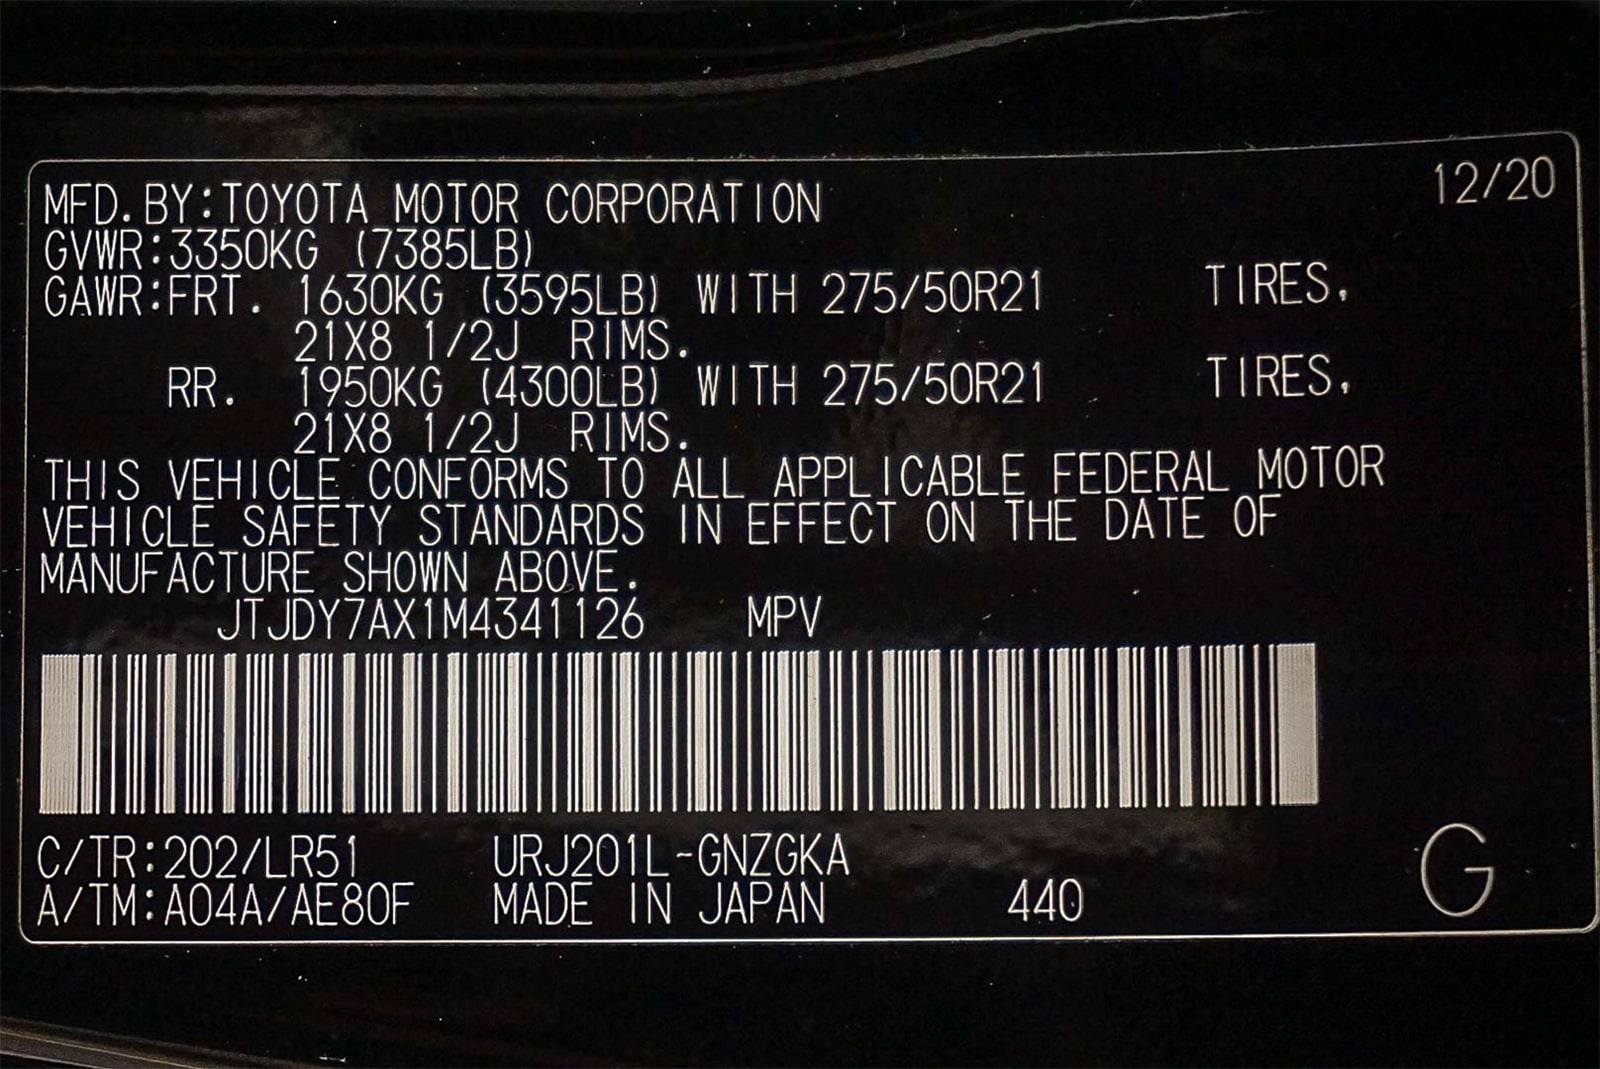 12/20
MFD.BY:TOYOTA MOTOR CORPORATION
GVWR:3350KG (7385LB)
GAWR:FRT. 1630KG (3595LB) WITH 275/50R21 TIRES,
21X8 1/2J RIMS.
RR. 1950KG (4300LB) WITH 275/50R21 TIRES,
21X8 1/2J RIMS.
THIS VEHICLE CONFORMS TO ALL APPLICABLE FEDERAL MOTOR
VEHICLE SAFETY STANDARDS IN EFFECT ON THE DATE OF
MANUFACTURE SHOWN ABOVE.
JTJDY7AX1M4341126 MPV
C/TR:202/LR51 URJ201L-GNZGKA
A/TM:A04A/AE80F MADE IN JAPAN 440 G